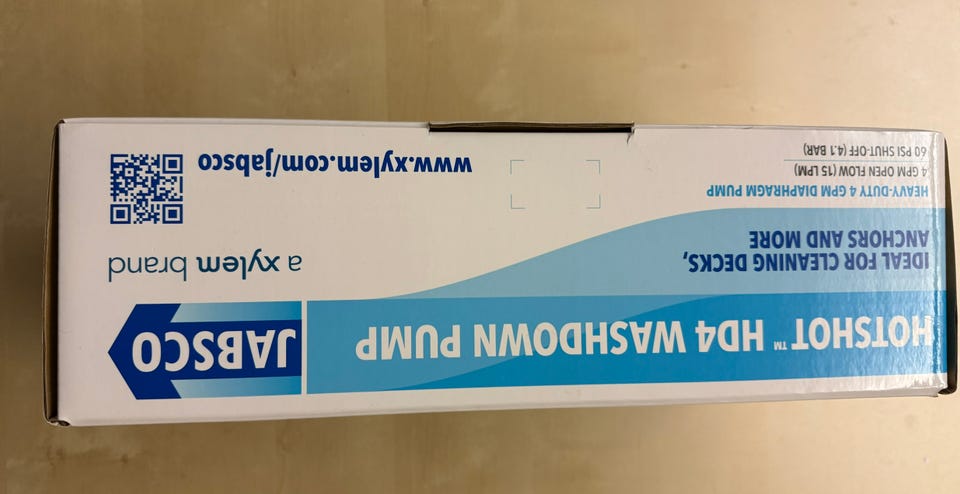 HOTSHOT™ HD4 WASHDOWN PUMP
JABSCO
IDEAL FOR CLEANING DECKS,
ANCHORS AND MORE
a xylem brand
HEAVY-DUTY 4 GPM DIAPHRAGM PUMP
4 GPM OPEN FLOW (15 LPM)
60 PSI SHUT-OFF (4.1 BAR)
www.xylem.com/jabsco